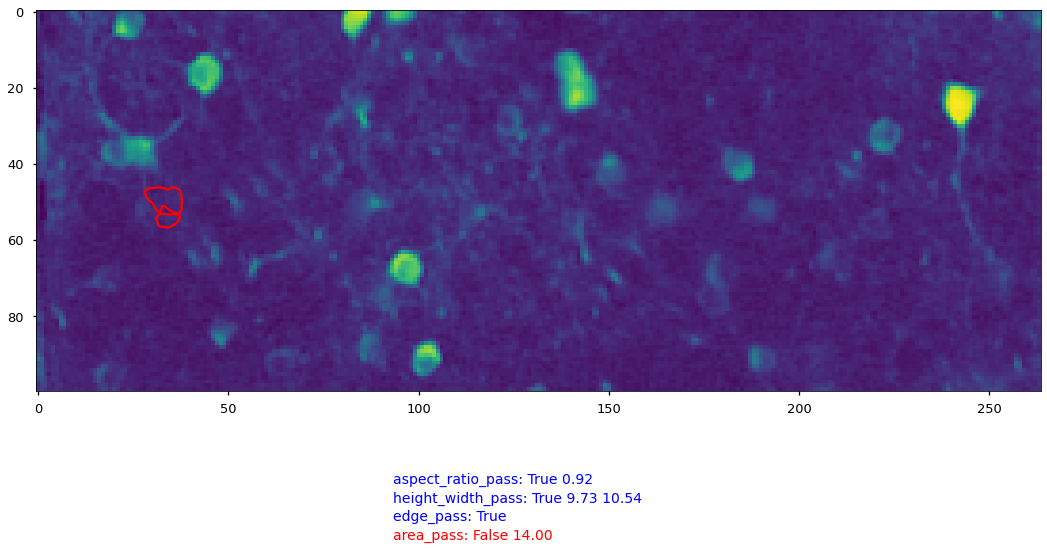 0
20
40
60
80
0 50 100 150 200 250
aspect_ratio_pass: True 0.92
height_width_pass: True 9.73 10.54
edge_pass: True
area_pass: False 14.00